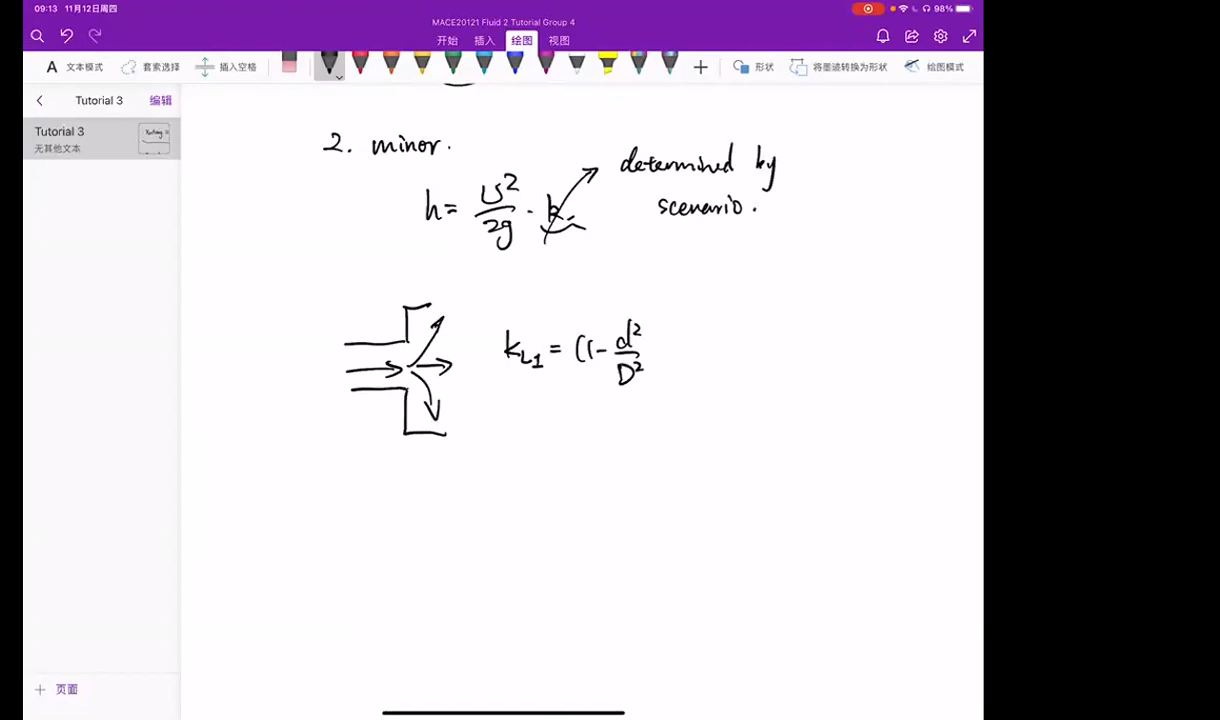 09:13 11月12日周四
98%
MACE20121 Fluid 2 Tutorial Group 4
开始 插入 绘图 视图
文本模式 套索选择 插入空格 形状 将墨迹转换为形状 绘图模式
Tutorial 3 编辑
Tutorial 3
无其他文本
2. minor.
determined by
scenario.
h = U²/2g · k
k_L1 = (1 - d²/D²
页面